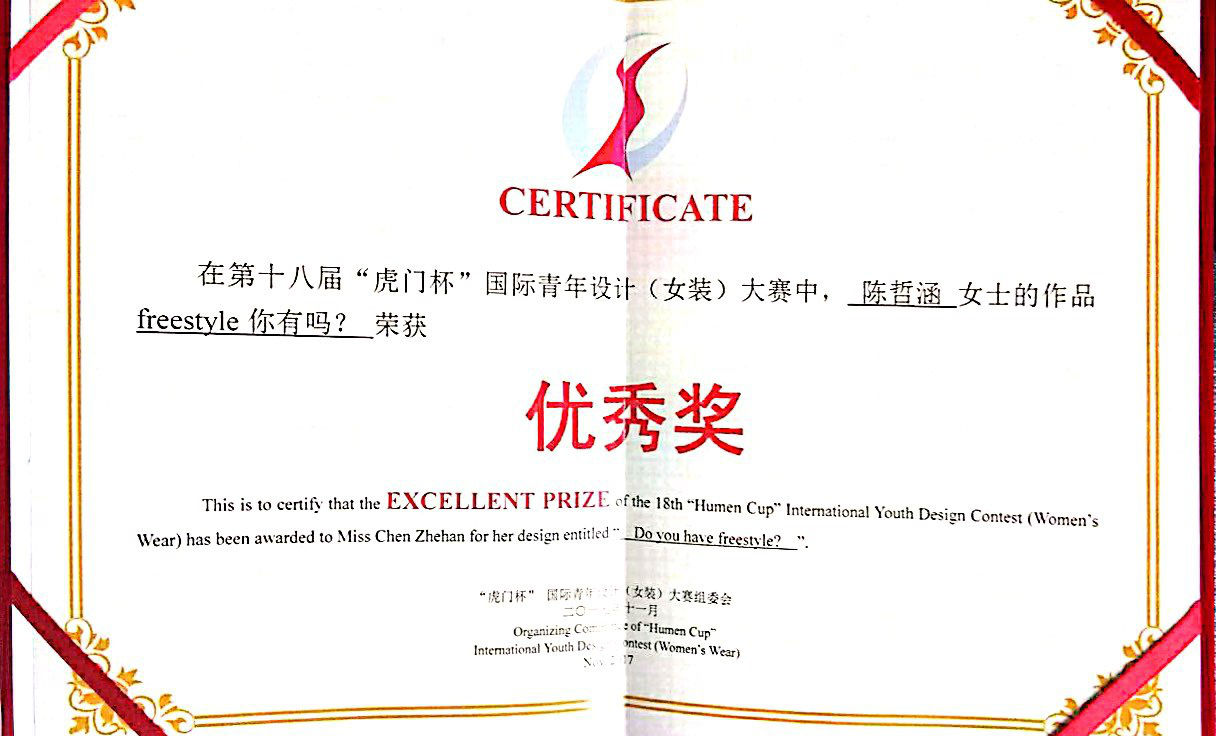 CERTIFICATE
在第十八届“虎门杯”国际青年设计（女装）大赛中，陈哲涵 女士的作品
freestyle 你有吗？ 荣获
优秀奖
This is to certify that the EXCELLENT PRIZE of the 18th “Humen Cup” International Youth Design Contest (Women’s
Wear) has been awarded to Miss Chen Zhehan for her design entitled “ Do you have freestyle? ”.
“虎门杯” 国际青年 （女装）大赛组委会
二〇一 十一月
Organizing of “Humen Cup”
International Youth (Women’s Wear)